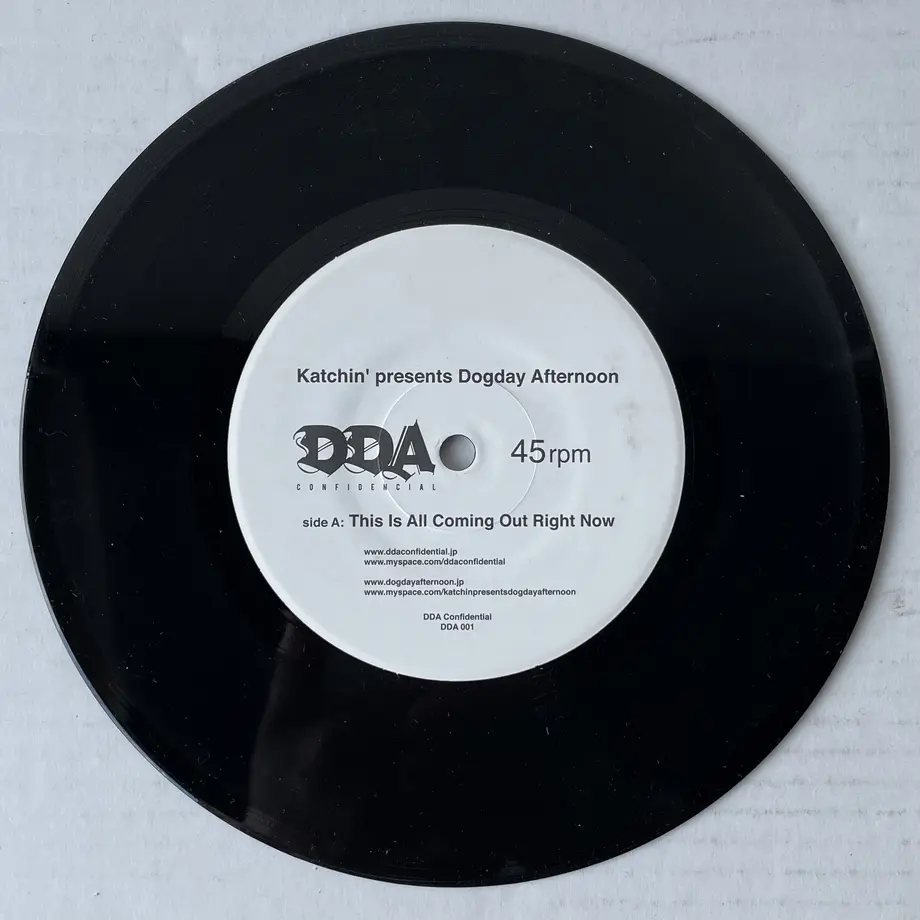 Katchin' presents Dogday Afternoon
DDA 45rpm
CONFIDENCIAL
side A: This Is All Coming Out Right Now
www.ddaconfidential.jp
www.myspace.com/ddaconfidential
www.dogdayafternoon.jp
www.myspace.com/katchinpresentsdogdayafternoon
DDA Confidential
DDA 001